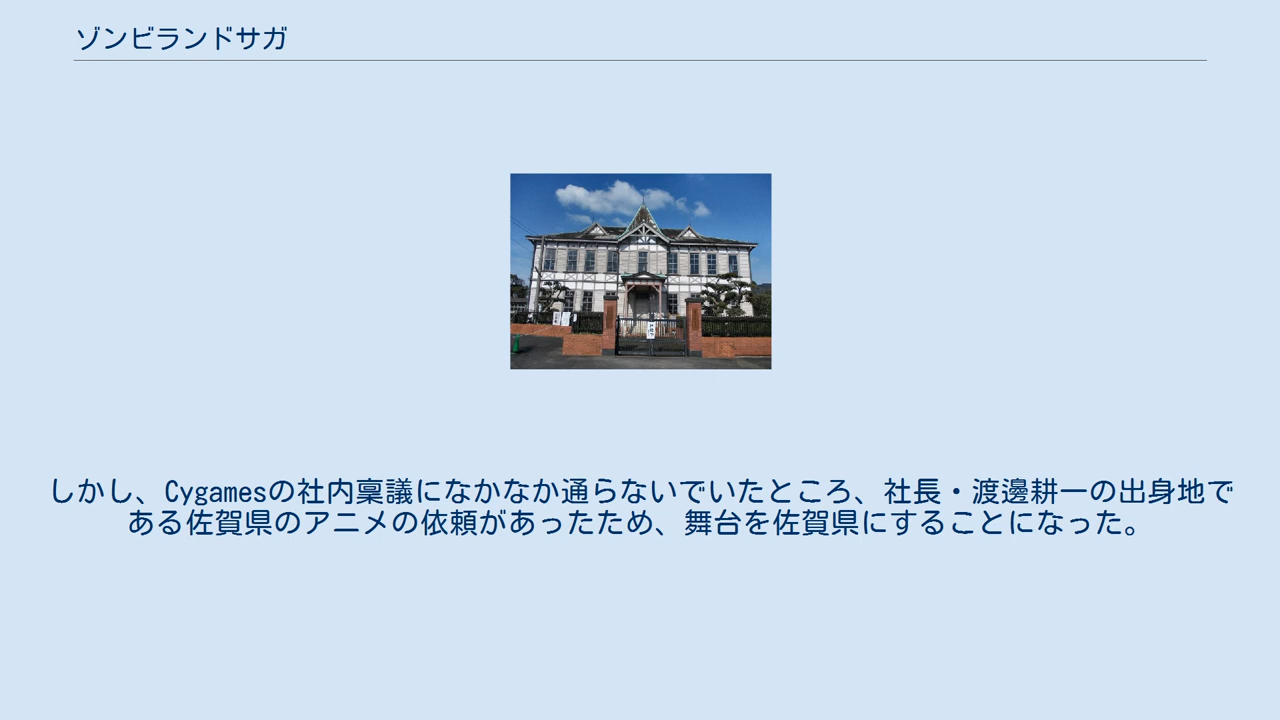 ゾンビランドサガ
しかし、Cygamesの社内稟議になかなか通らないでいたところ、社長・渡邊耕一の出身地で
ある佐賀県のアニメの依頼があったため、舞台を佐賀県にすることになった。